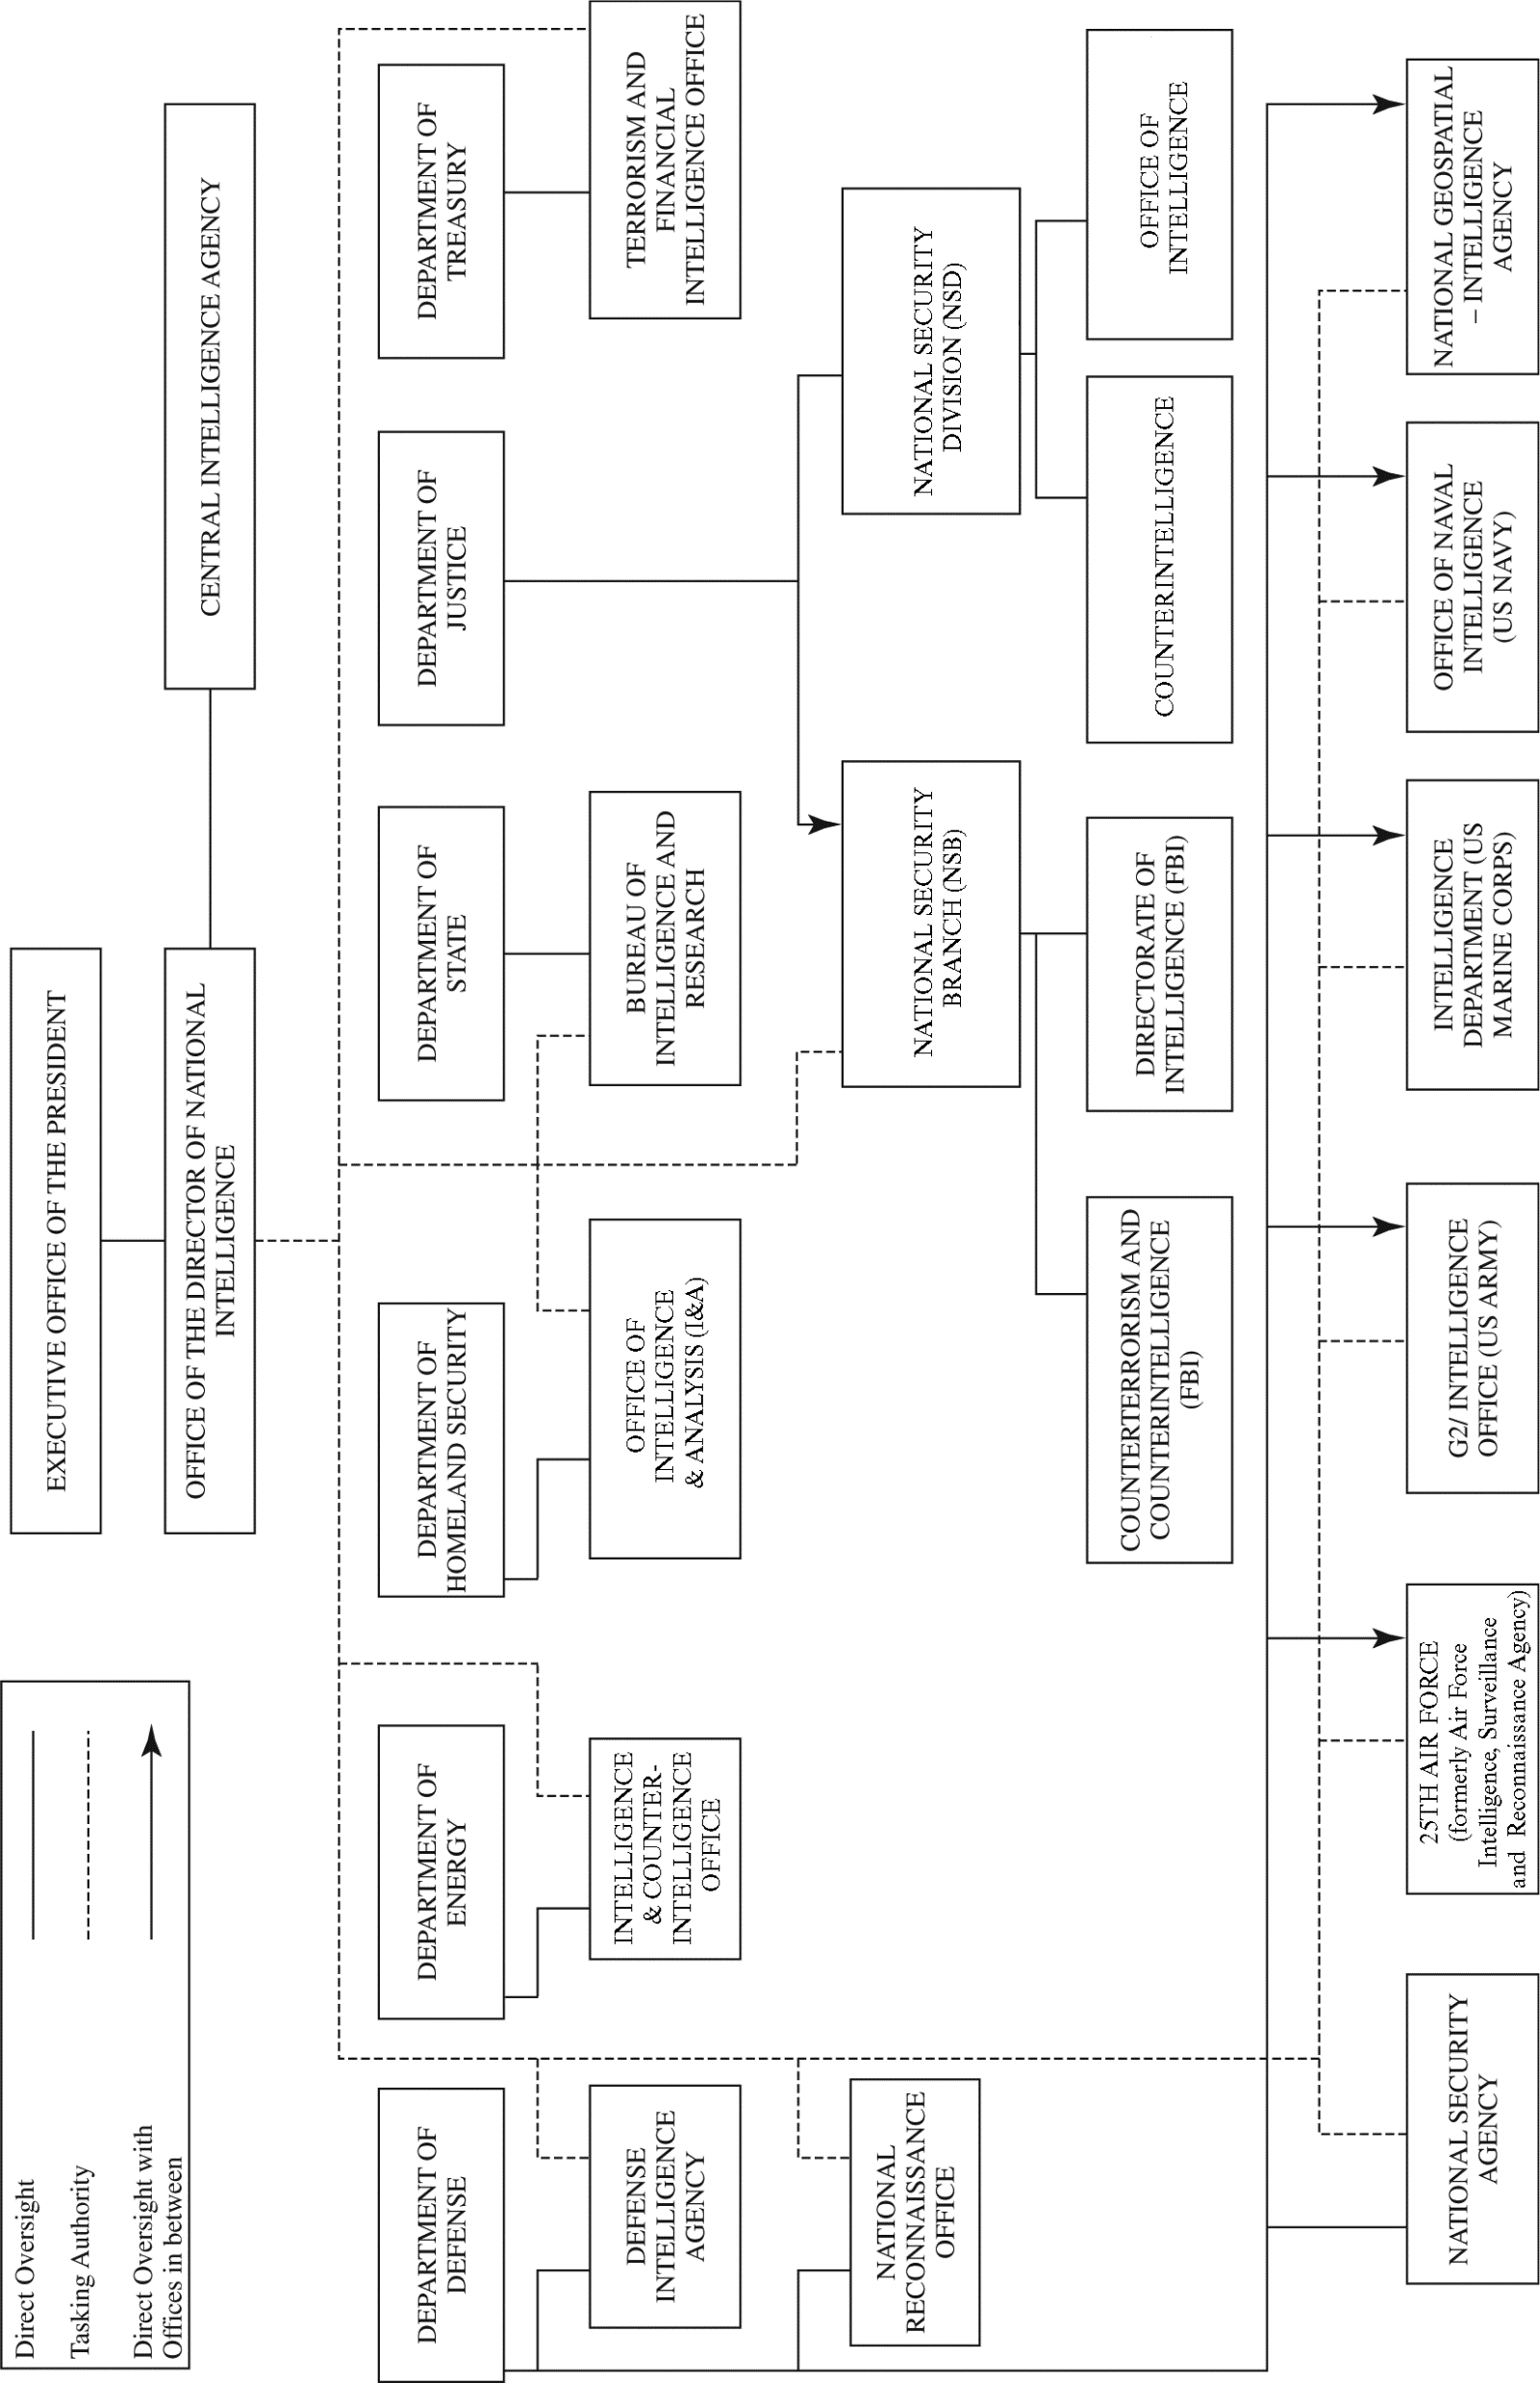 Direct Oversight
Tasking Authority
Direct Oversight with
Offices in between
EXECUTIVE OFFICE OF THE PRESIDENT
OFFICE OF THE DIRECTOR OF NATIONAL
INTELLIGENCE
CENTRAL INTELLIGENCE AGENCY
DEPARTMENT OF
DEFENSE
DEPARTMENT OF
ENERGY
DEPARTMENT OF
HOMELAND SECURITY
DEPARTMENT OF
STATE
DEPARTMENT OF
JUSTICE
DEPARTMENT OF
TREASURY
DEFENSE
INTELLIGENCE
AGENCY
INTELLIGENCE
& COUNTER-
INTELLIGENCE
OFFICE
OFFICE OF
INTELLIGENCE
& ANALYSIS (I&A)
BUREAU OF
INTELLIGENCE AND
RESEARCH
TERRORISM AND
FINANCIAL
INTELLIGENCE OFFICE
NATIONAL
RECONNAISSANCE
OFFICE
NATIONAL SECURITY
BRANCH (NSB)
NATIONAL SECURITY
DIVISION (NSD)
COUNTERTERRORISM AND
COUNTERINTELLIGENCE
(FBI)
DIRECTORATE OF
INTELLIGENCE (FBI)
COUNTERINTELLIGENCE
OFFICE OF
INTELLIGENCE
NATIONAL SECURITY
AGENCY
25TH AIR FORCE
(formerly Air Force
Intelligence, Surveillance
and Reconnaissance Agency)
G2/ INTELLIGENCE
OFFICE (US ARMY)
INTELLIGENCE
DEPARTMENT (US
MARINE CORPS)
OFFICE OF NAVAL
INTELLIGENCE
(US NAVY)
NATIONAL GEOSPATIAL
– INTELLIGENCE
AGENCY